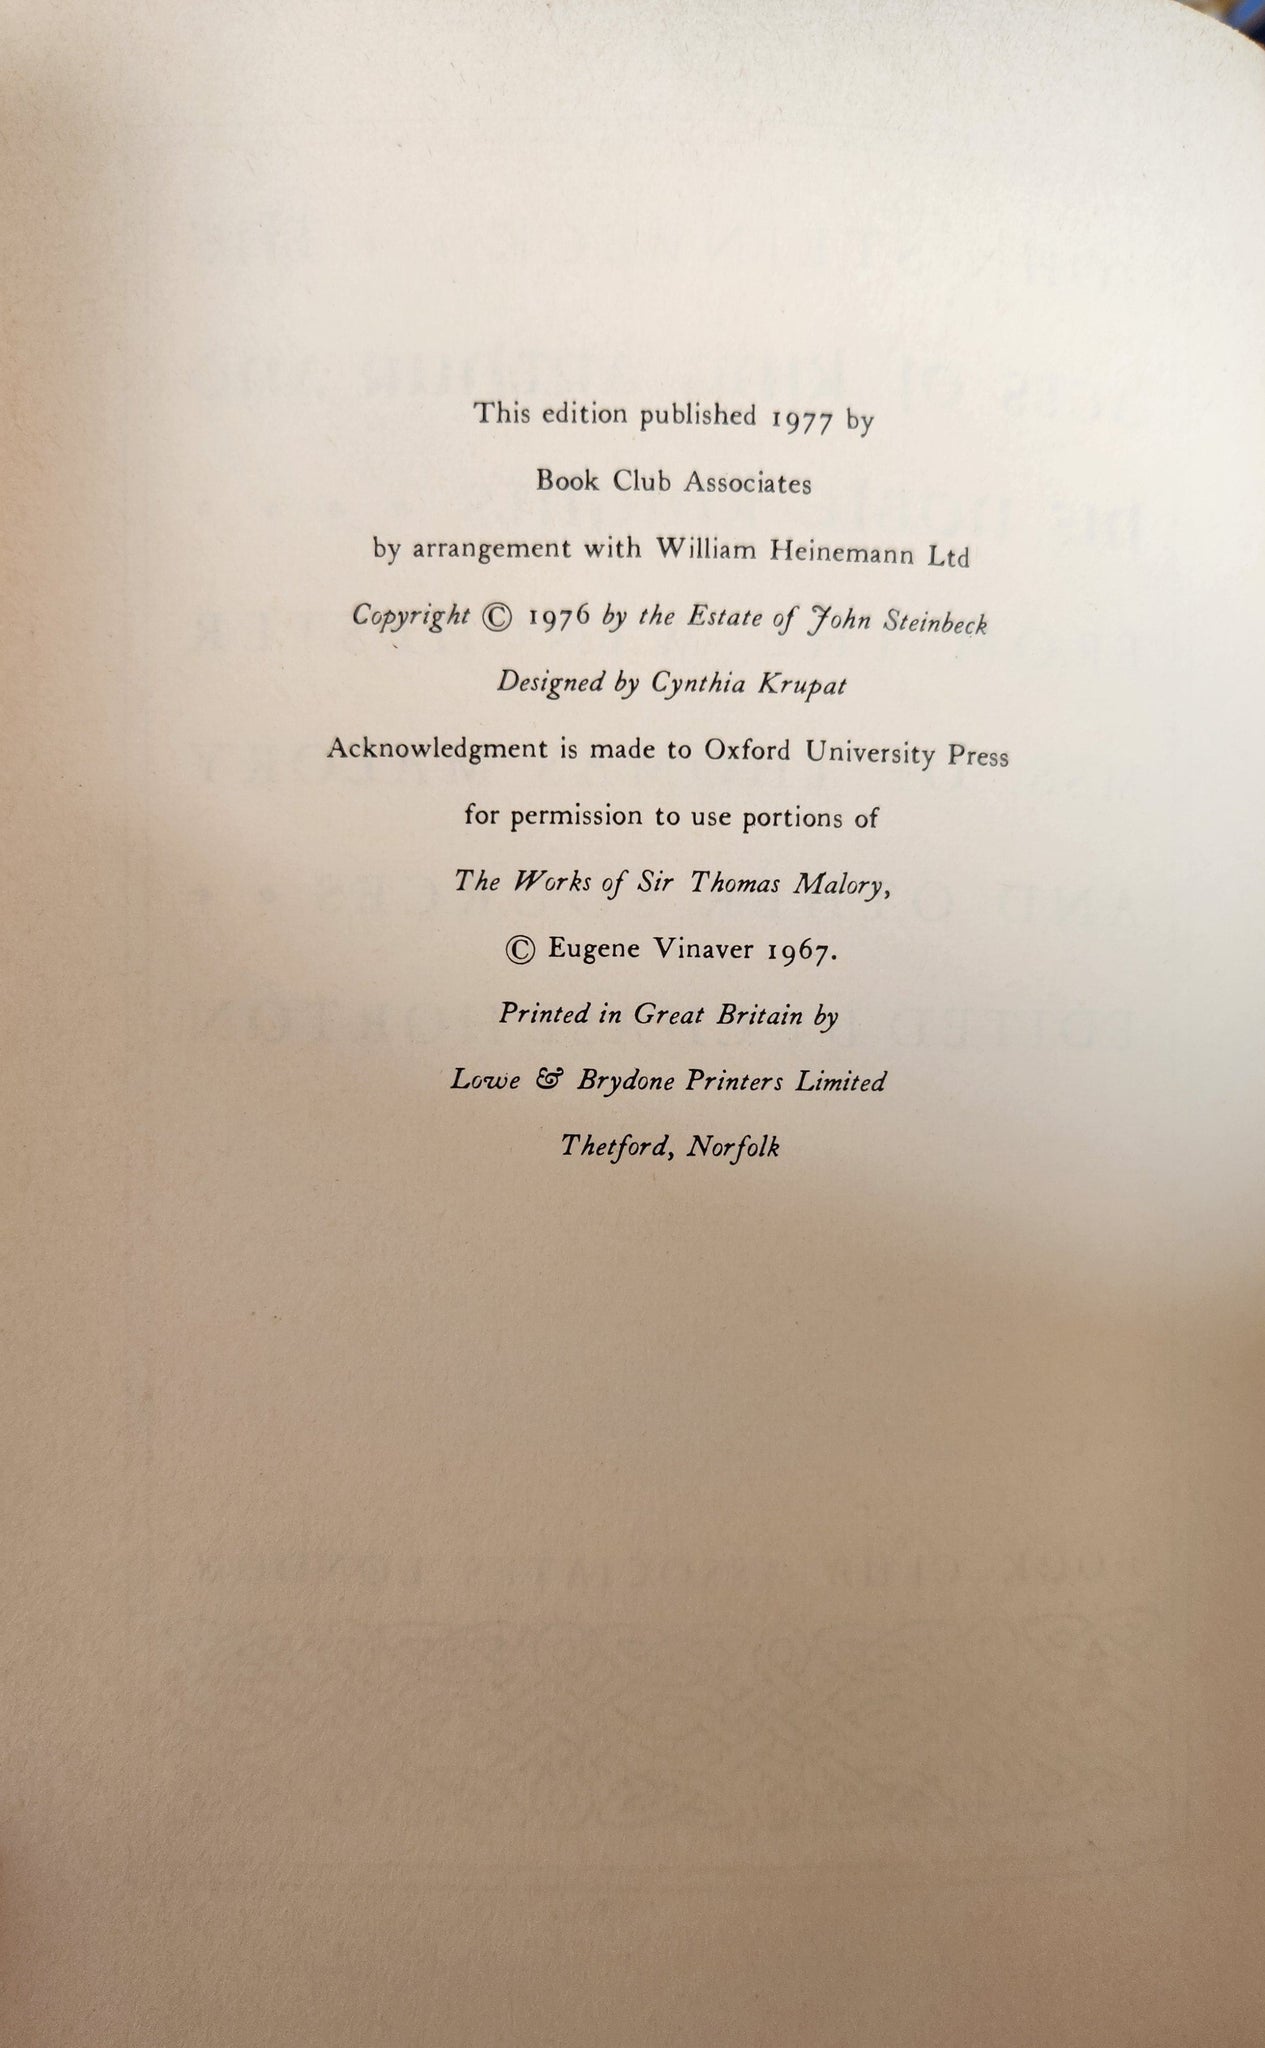 This edition published 1977 by
Book Club Associates
by arrangement with William Heinemann Ltd
Copyright © 1976 by the Estate of John Steinbeck
Designed by Cynthia Krupat
Acknowledgment is made to Oxford University Press
for permission to use portions of
The Works of Sir Thomas Malory,
© Eugene Vinaver 1967.
Printed in Great Britain by
Lowe & Brydone Printers Limited
Thetford, Norfolk